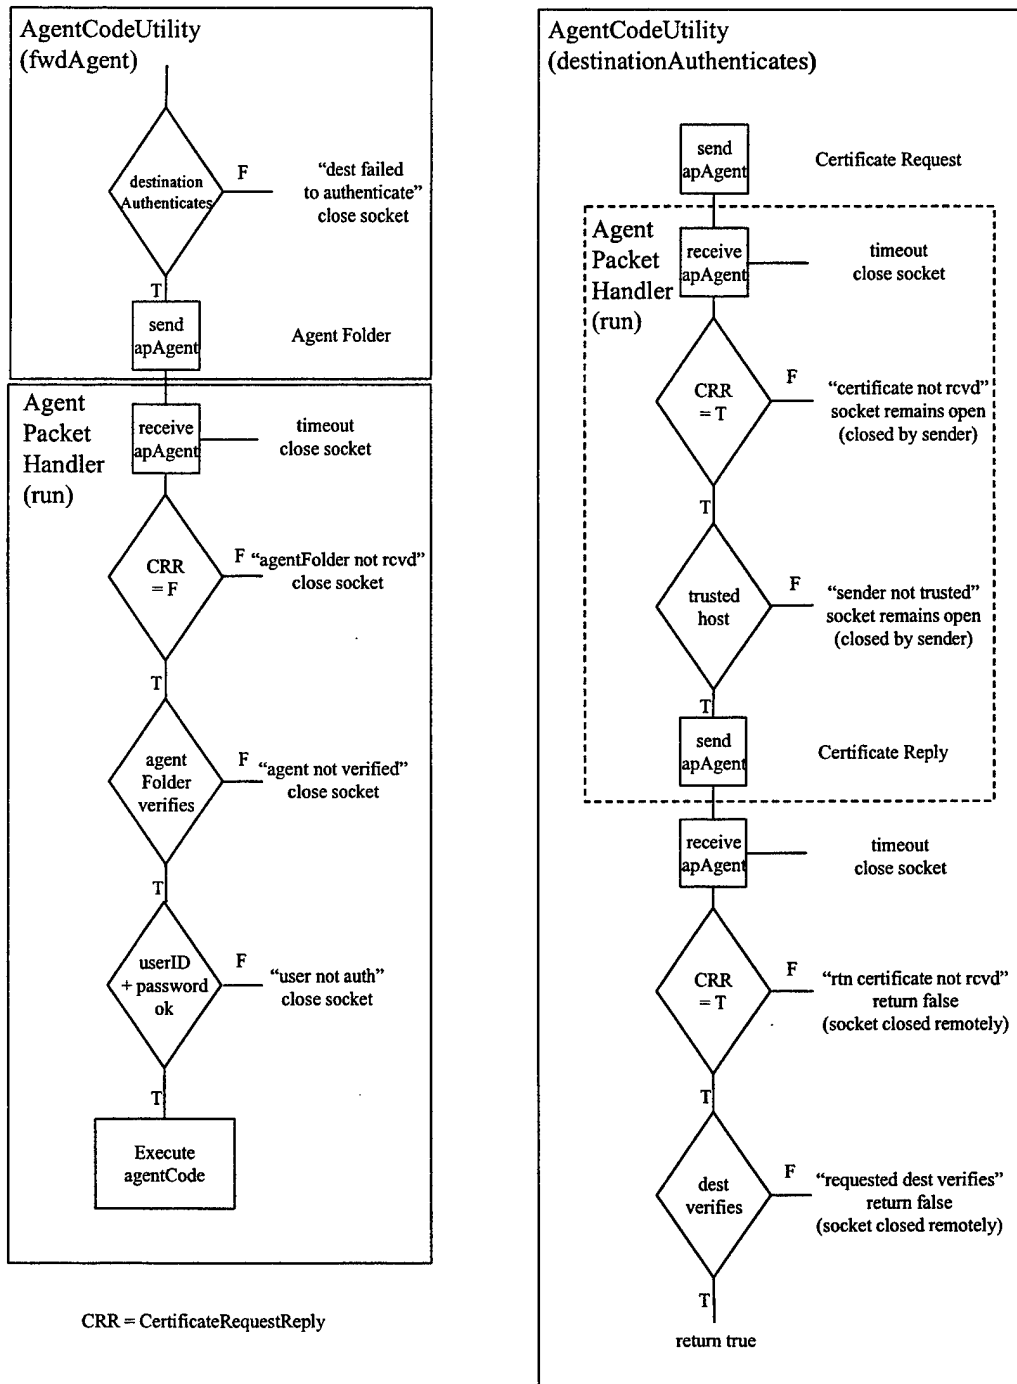 AgentCodeUtility
(fwdAgent)
destination
Authenticates
F
“dest failed
to authenticate”
close socket
T
send
apAgent
Agent Folder
Agent
Packet
Handler
(run)
receive
apAgent
timeout
close socket
CRR
= F
F
“agentFolder not rcvd”
close socket
T
agent
Folder
verifies
F
“agent not verified”
close socket
T
userID
+ password
ok
F
“user not auth”
close socket
T
Execute
agentCode
CRR = CertificateRequestReply
AgentCodeUtility
(destinationAuthenticates)
send
apAgent
Certificate Request
Agent
Packet
Handler
(run)
receive
apAgent
timeout
close socket
CRR
= T
F
“certificate not rcvd”
socket remains open
(closed by sender)
T
trusted
host
F
“sender not trusted”
socket remains open
(closed by sender)
T
send
apAgent
Certificate Reply
receive
apAgent
timeout
close socket
CRR
= T
F
“rtn certificate not rcvd”
return false
(socket closed remotely)
T
dest
verifies
F
“requested dest verifies”
return false
(socket closed remotely)
T
return true